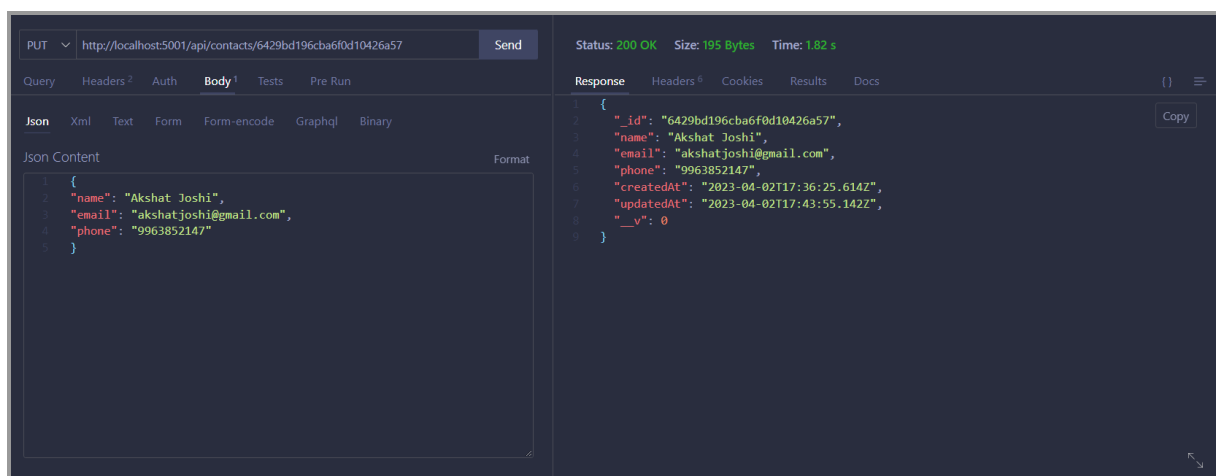 PUT http://localhost:5001/api/contacts/6429bd196cba6f0d10426a57 Send
Query Headers 2 Auth Body 1 Tests Pre Run
Json Xml Text Form Form-encode Graphql Binary
Json Content Format
1 {
2 "name": "Akshat Joshi",
3 "email": "akshatjoshi@gmail.com",
4 "phone": "9963852147"
5 }
Status: 200 OK Size: 195 Bytes Time: 1.82 s
Response Headers 6 Cookies Results Docs {}
Copy
1 {
2 "_id": "6429bd196cba6f0d10426a57",
3 "name": "Akshat Joshi",
4 "email": "akshatjoshi@gmail.com",
5 "phone": "9963852147",
6 "createdAt": "2023-04-02T17:36:25.614Z",
7 "updatedAt": "2023-04-02T17:43:55.142Z",
8 "__v": 0
9 }